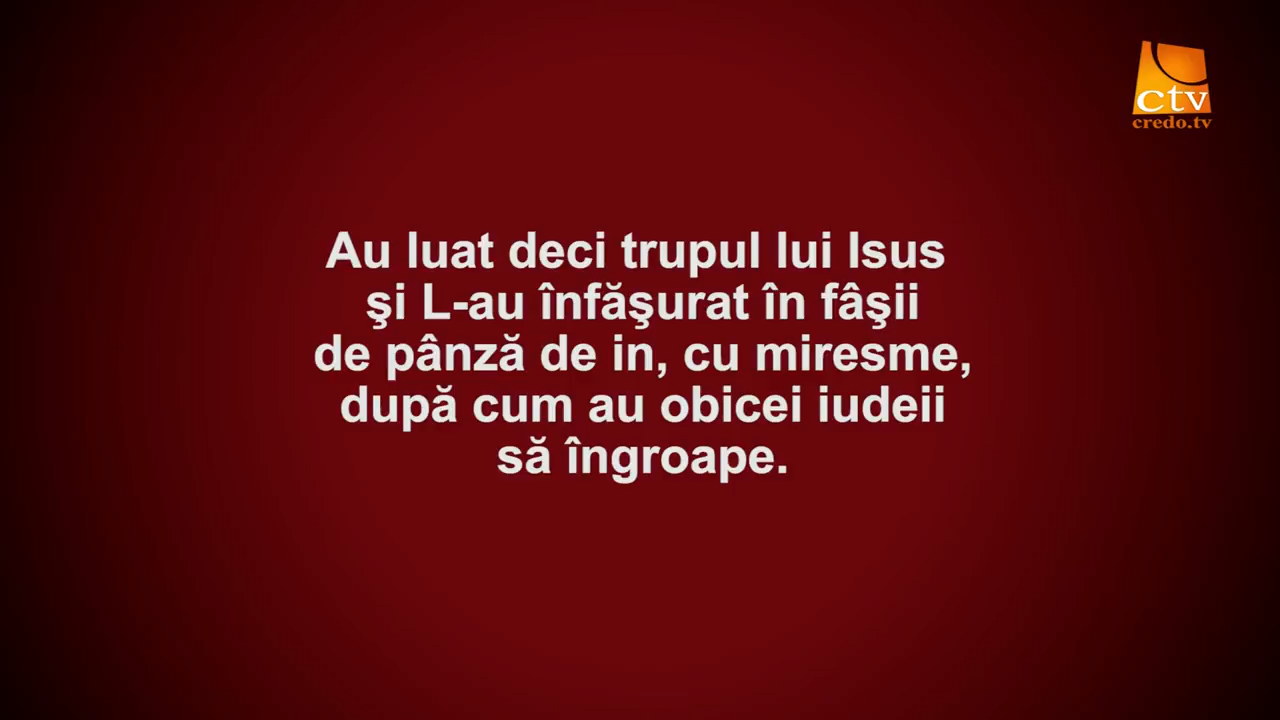 ctv
credo.tv
Au luat deci trupul lui Isus
şi L-au înfăşurat în fâşii
de pânză de in, cu miresme,
după cum au obicei iudeii
să îngroape.